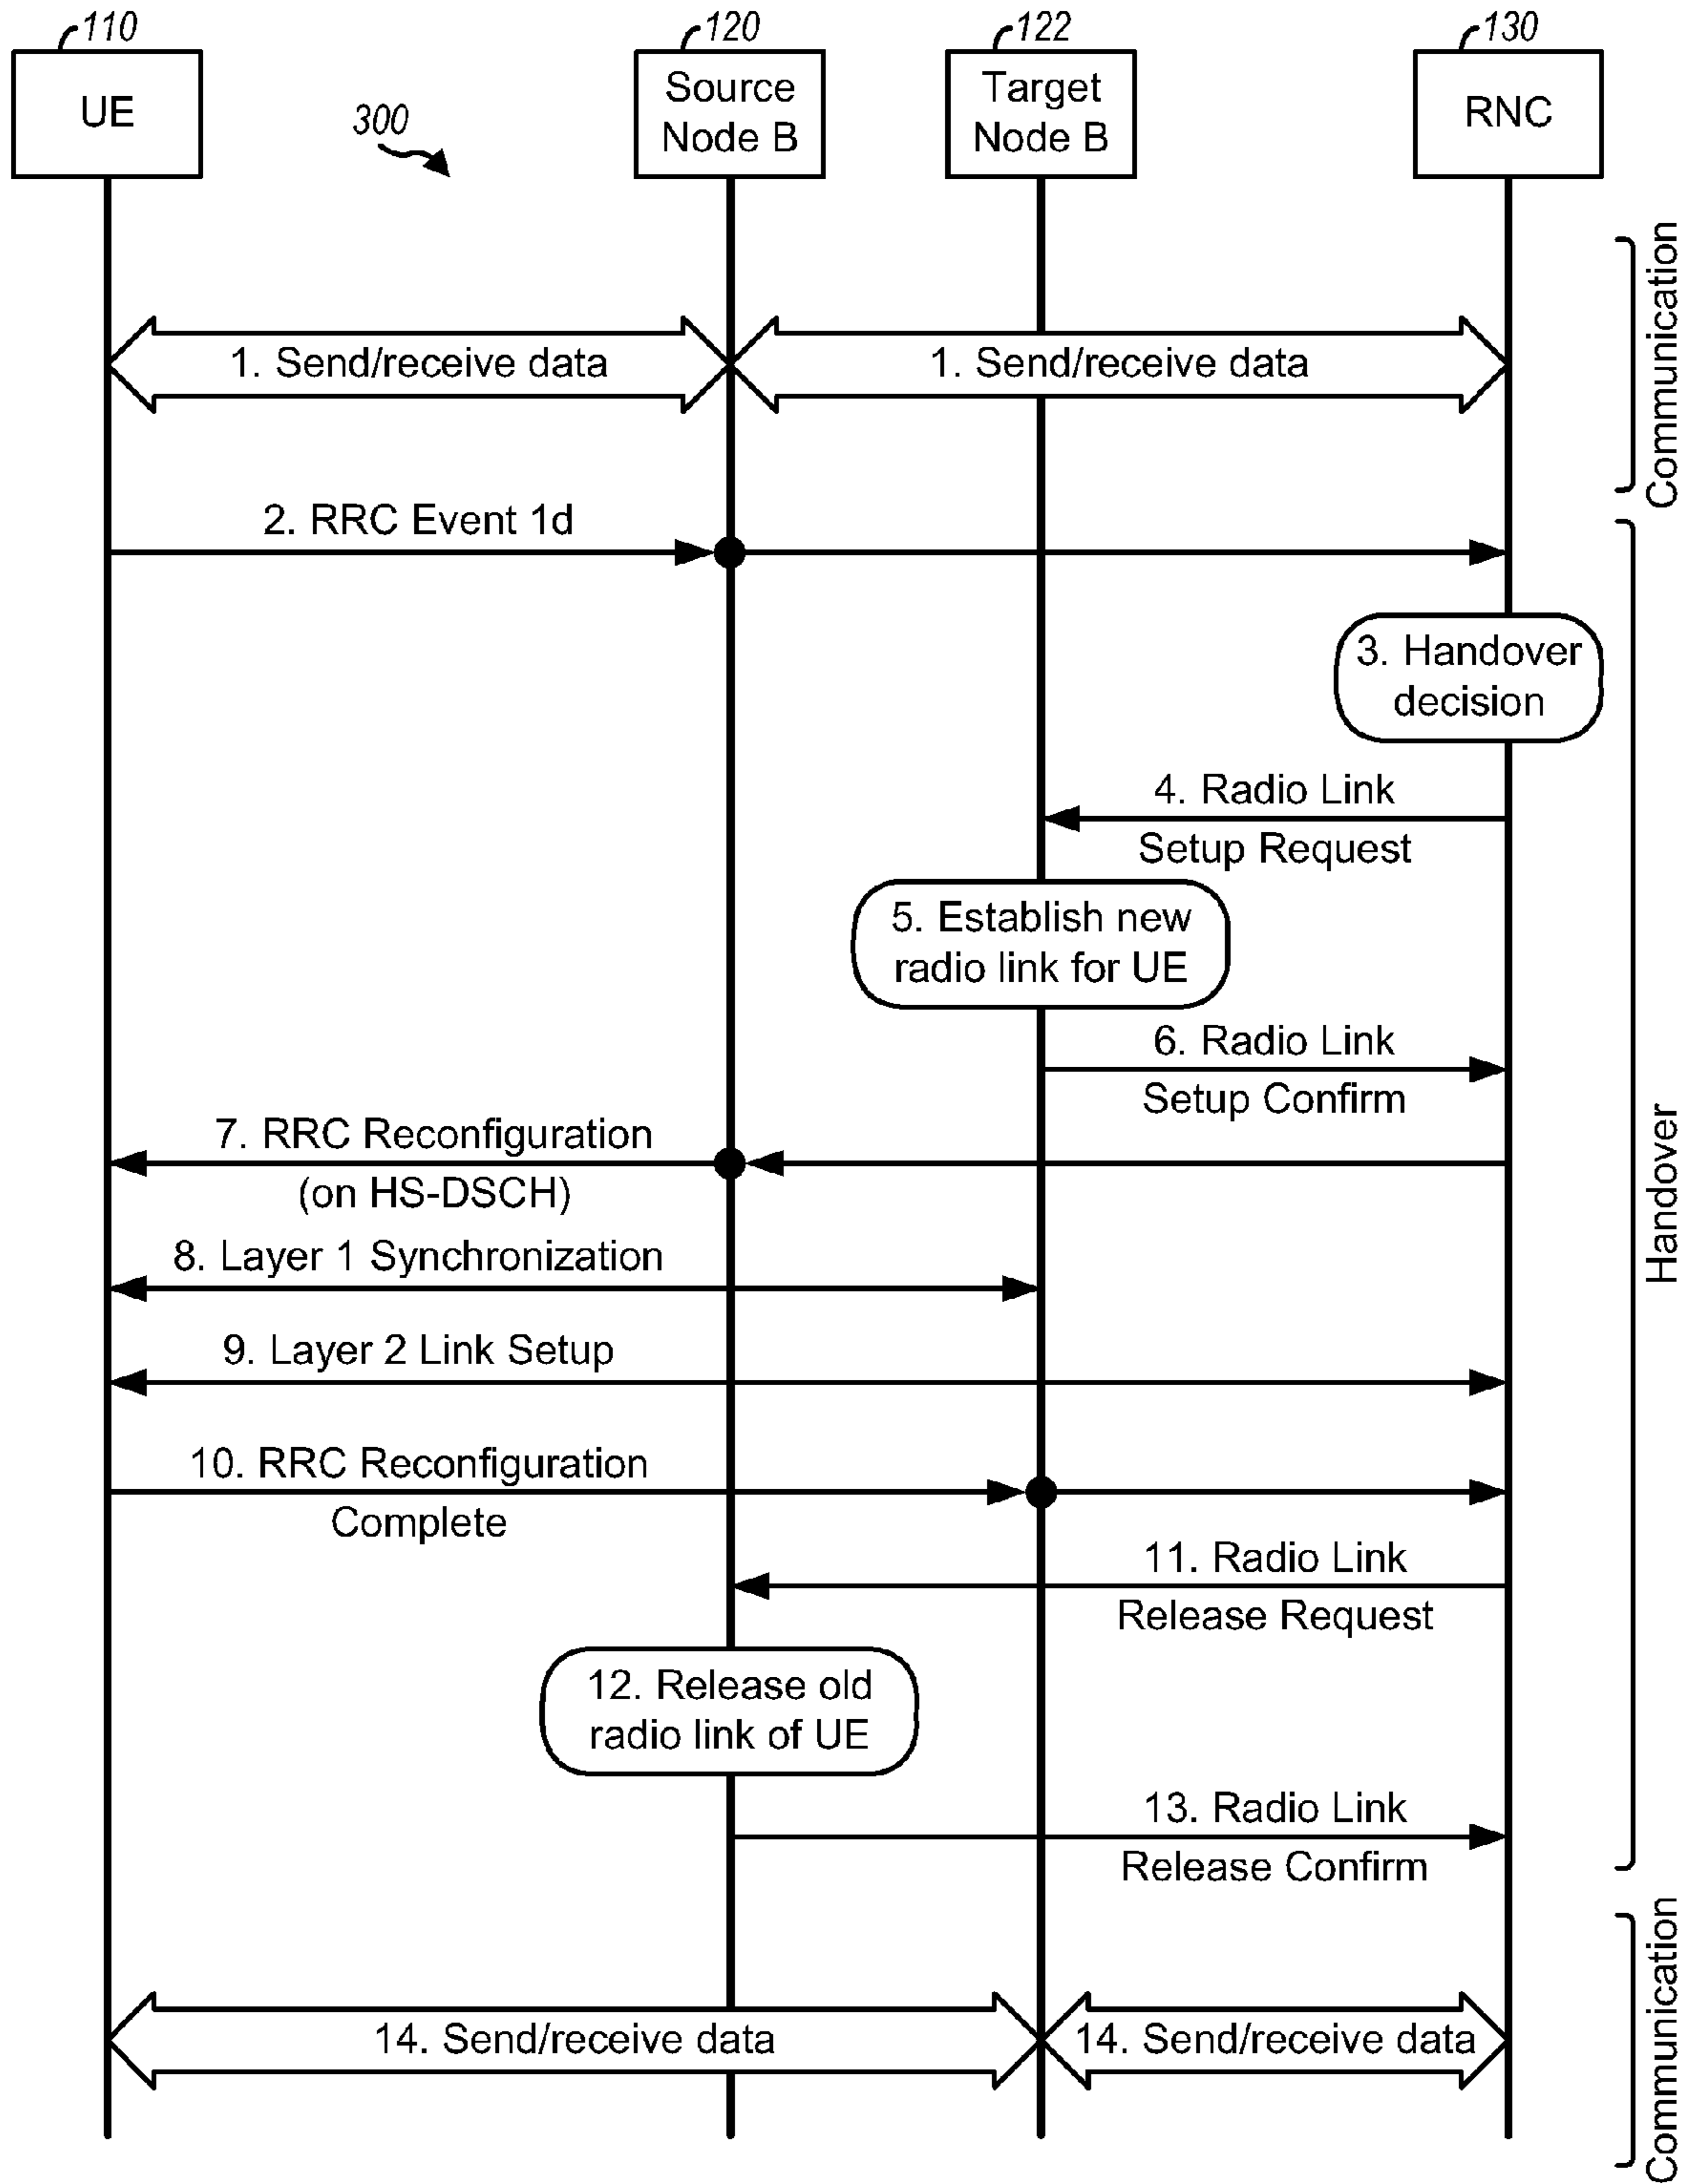 110
120
122
130
UE
Source
Node B
Target
Node B
RNC
300
Communication
1. Send/receive data
1. Send/receive data
2. RRC Event 1d
Handover
3. Handover
decision
4. Radio Link
Setup Request
5. Establish new
radio link for UE
6. Radio Link
Setup Confirm
7. RRC Reconfiguration
(on HS-DSCH)
8. Layer 1 Synchronization
9. Layer 2 Link Setup
10. RRC Reconfiguration
Complete
11. Radio Link
Release Request
12. Release old
radio link of UE
13. Radio Link
Release Confirm
Communication
14. Send/receive data
14. Send/receive data